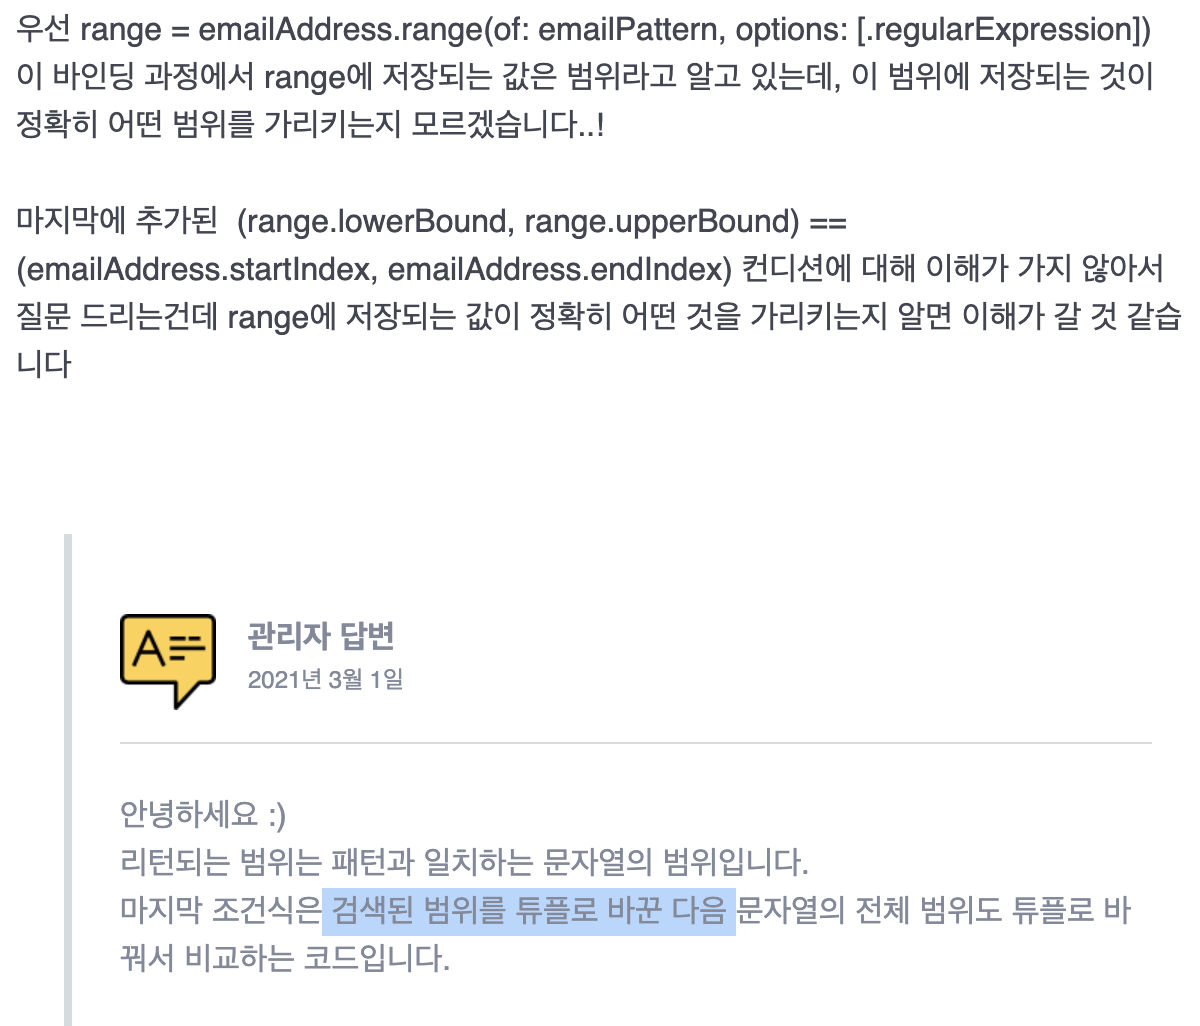 우선 range = emailAddress.range(of: emailPattern, options: [.regularExpression])
이 바인딩 과정에서 range에 저장되는 값은 범위라고 알고 있는데, 이 범위에 저장되는 것이
정확히 어떤 범위를 가리키는지 모르겠습니다..!
마지막에 추가된  (range.lowerBound, range.upperBound) ==
(emailAddress.startIndex, emailAddress.endIndex) 컨디션에 대해 이해가 가지 않아서
질문 드리는건데 range에 저장되는 값이 정확히 어떤 것을 가리키는지 알면 이해가 갈 것 같습
니다
A
관리자 답변
2021년 3월 1일
안녕하세요 :)
리턴되는 범위는 패턴과 일치하는 문자열의 범위입니다.
마지막 조건식은 검색된 범위를 튜플로 바꾼 다음 문자열의 전체 범위도 튜플로 바
꿔서 비교하는 코드입니다.